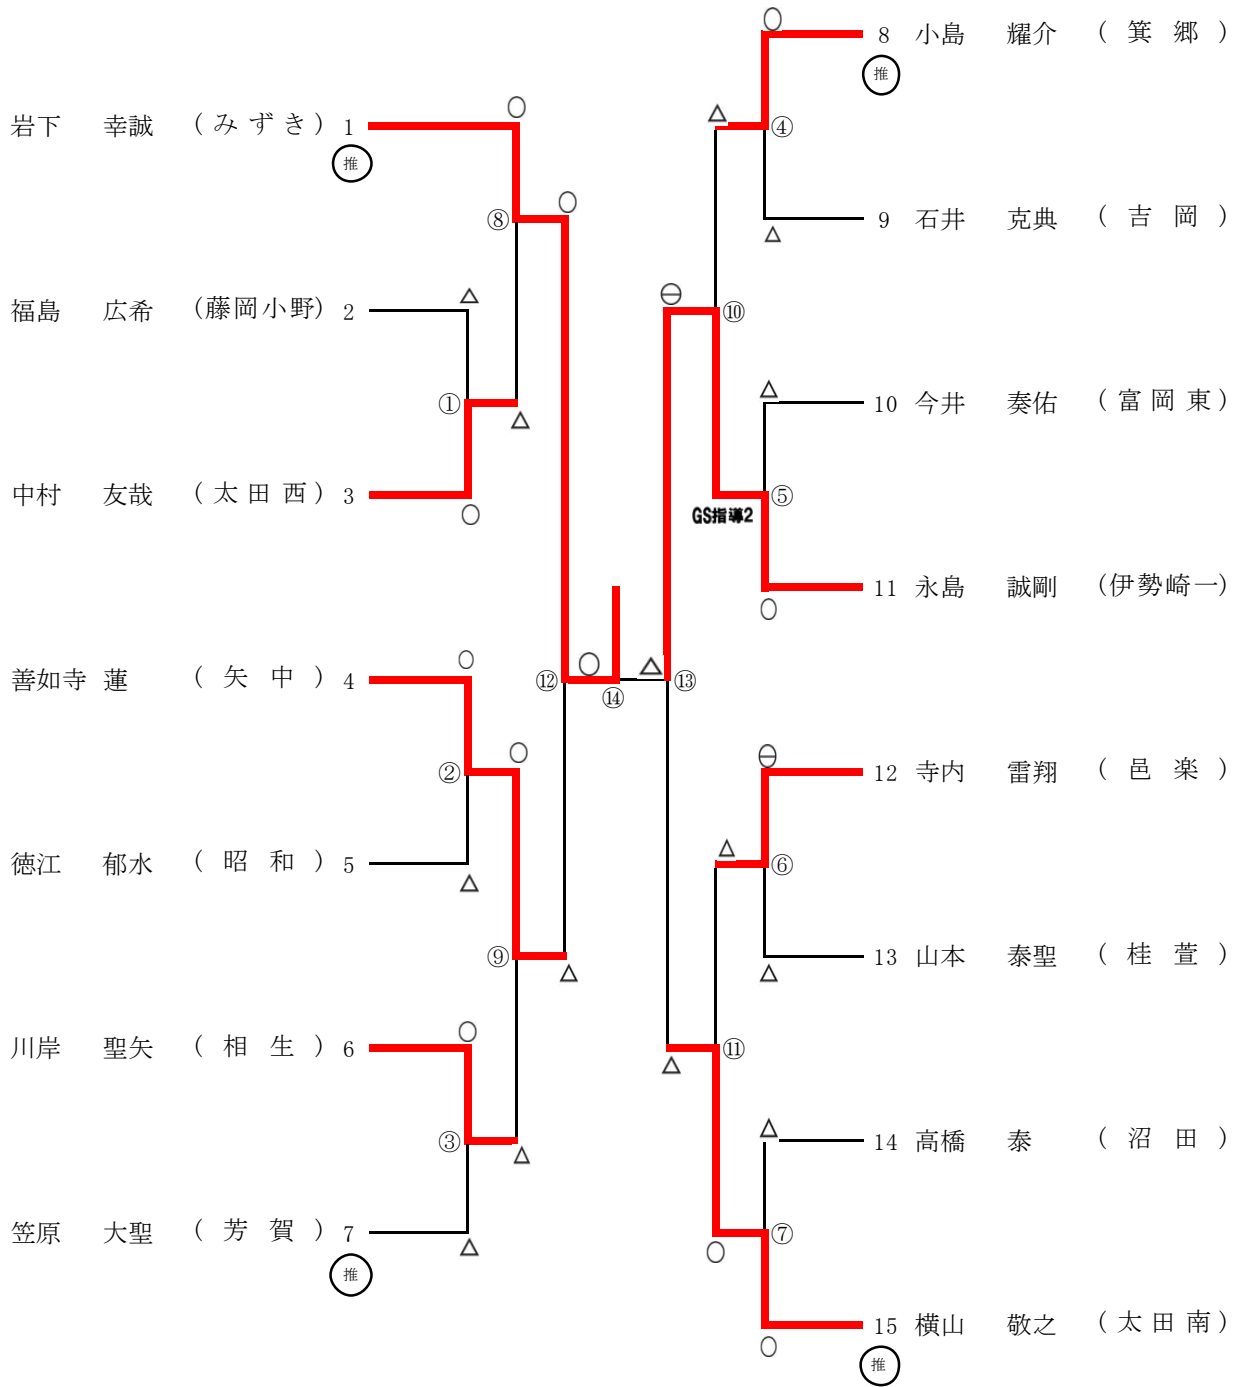 岩下 幸誠 (みずき) 1
推
福島 広希 (藤岡小野) 2
中村 友哉 (太田西) 3
善如寺 蓮 (矢中) 4
徳江 郁水 (昭和) 5
川岸 聖矢 (相生) 6
笠原 大聖 (芳賀) 7
推
①
②
③
⑧
⑨
⑫
⑭
⑬
⑩
⑪
④
⑤
GS指導2
⑥
⑦
8 小島 耀介 (箕郷)
推
9 石井 克典 (吉岡)
10 今井 奏佑 (富岡東)
11 永島 誠剛 (伊勢崎一)
12 寺内 雷翔 (邑楽)
13 山本 泰聖 (桂萱)
14 高橋 泰 (沼田)
15 横山 敬之 (太田南)
推